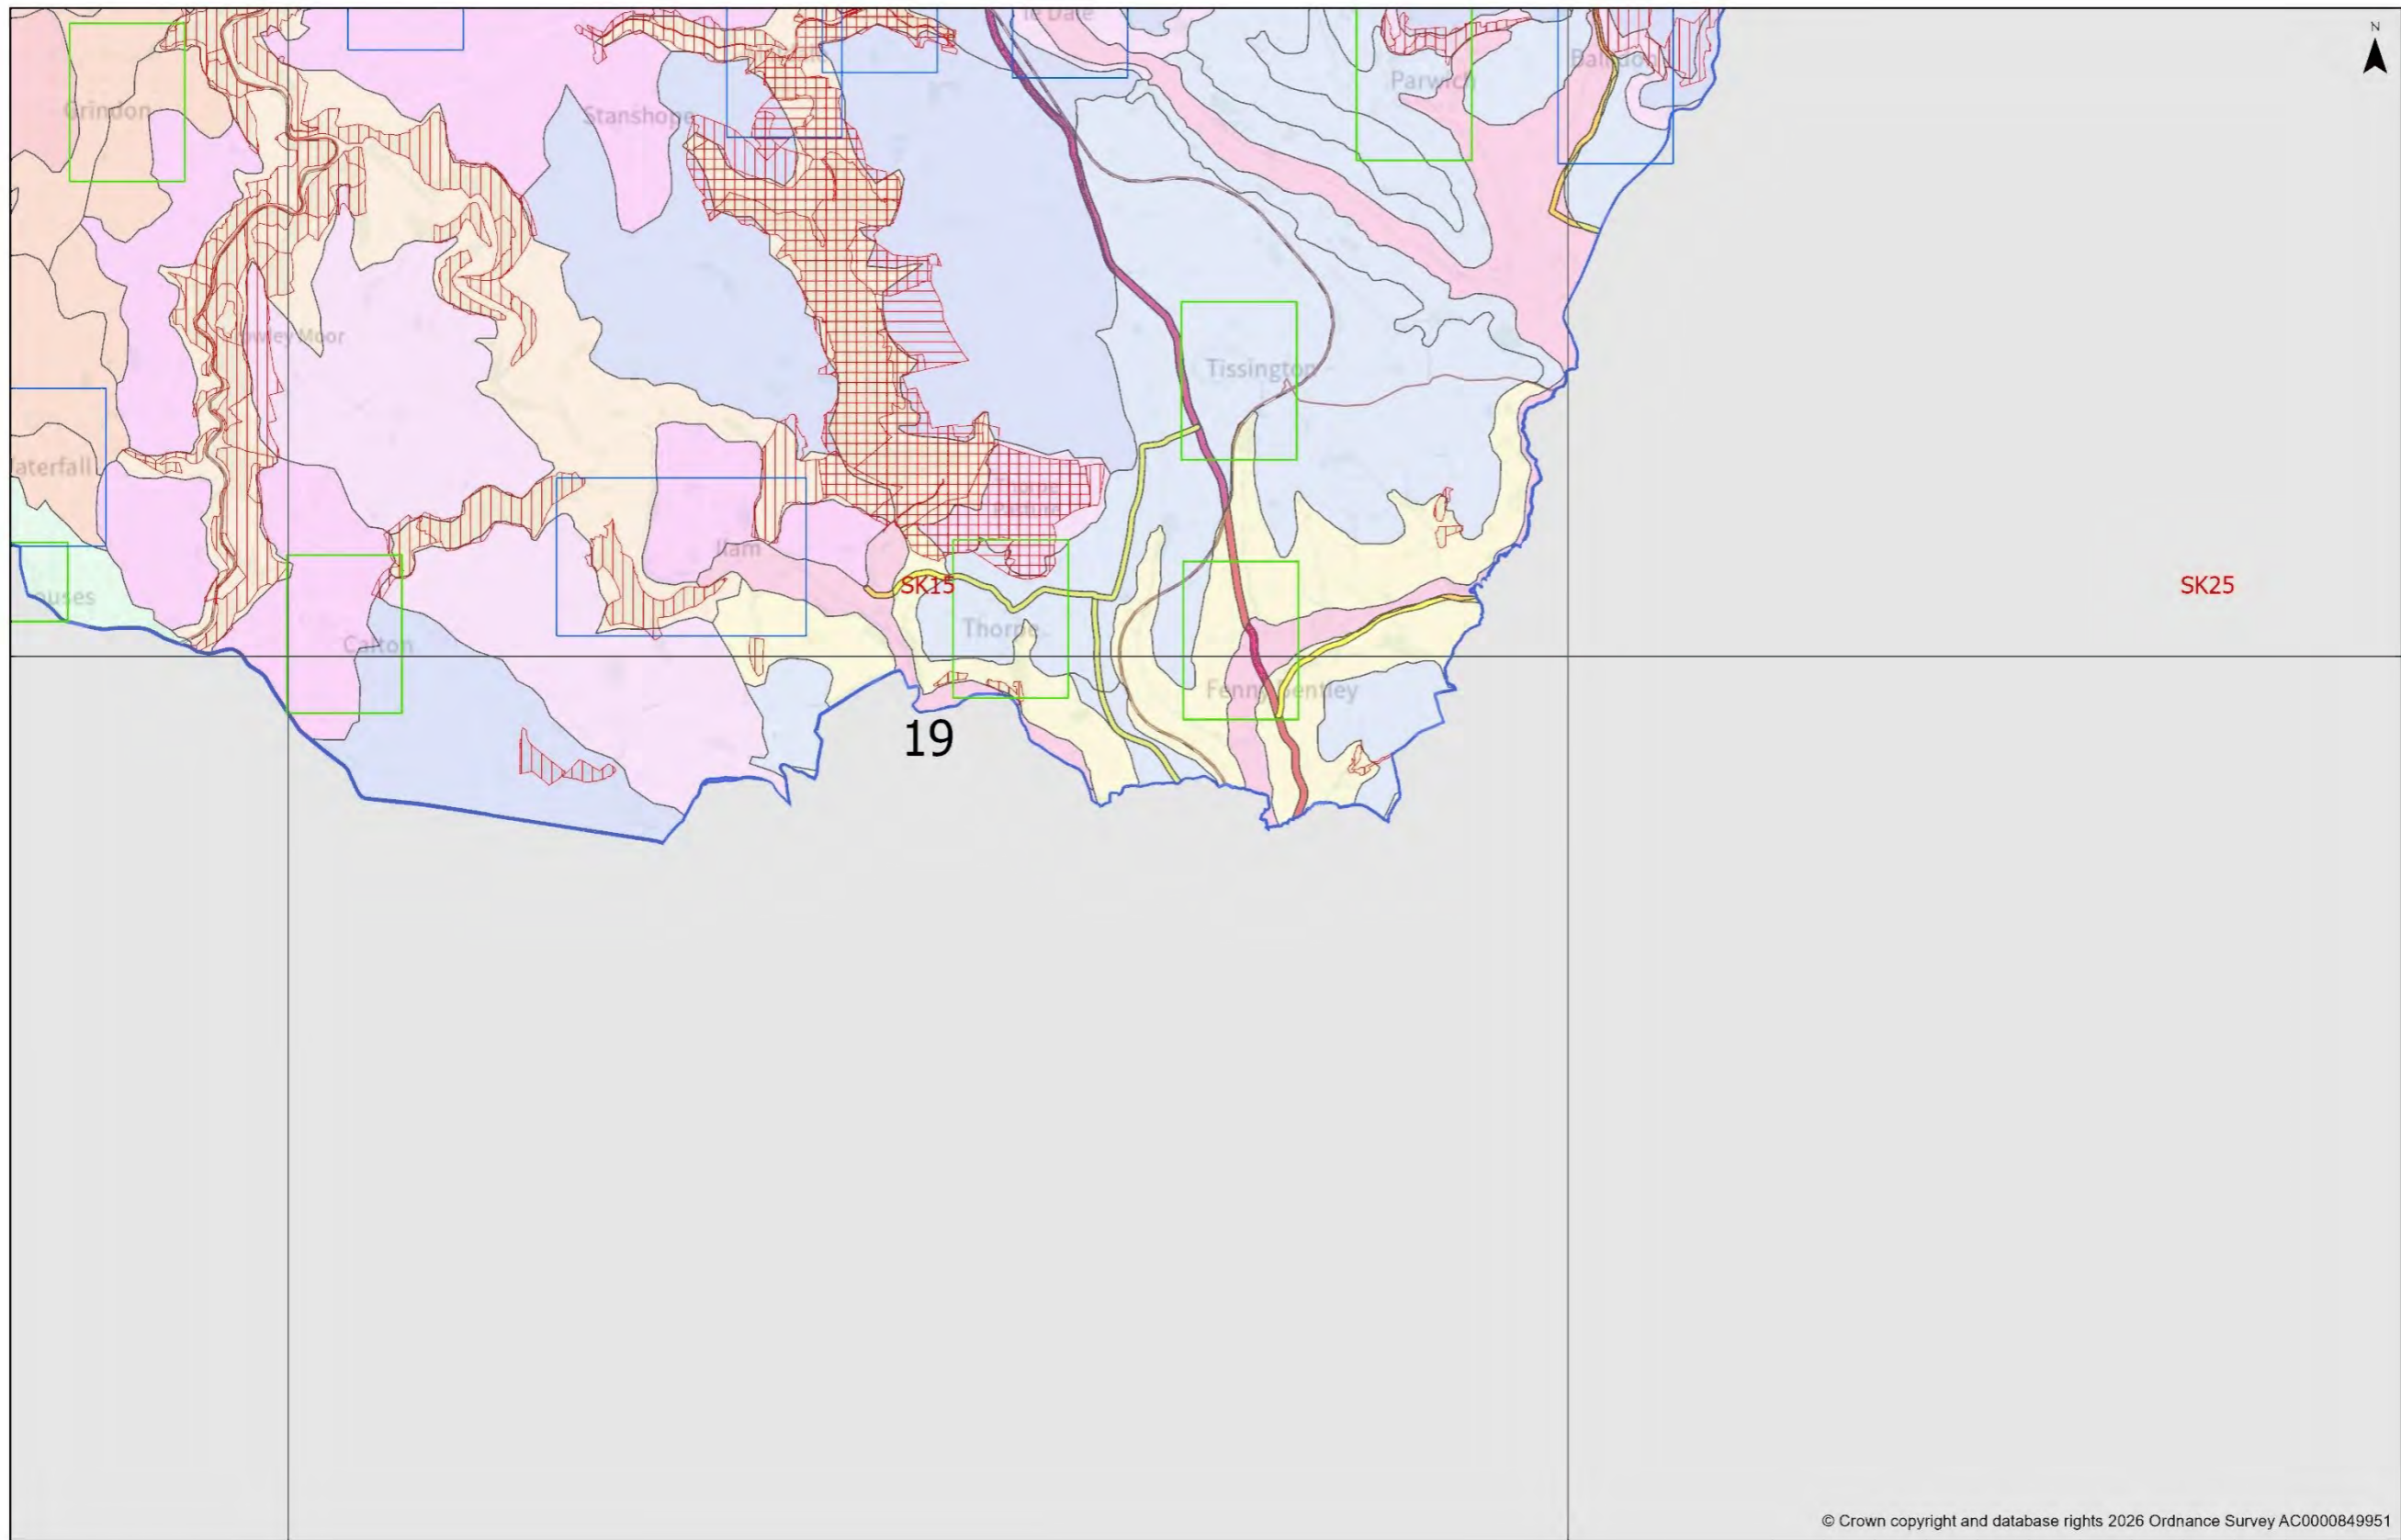 N
Parwich
Grindon
Stanshope
Tissington
Ilam
SK15
SK25
Thorpe
Calton
Fenny Bentley
19
© Crown copyright and database rights 2026 Ordnance Survey AC0000849951